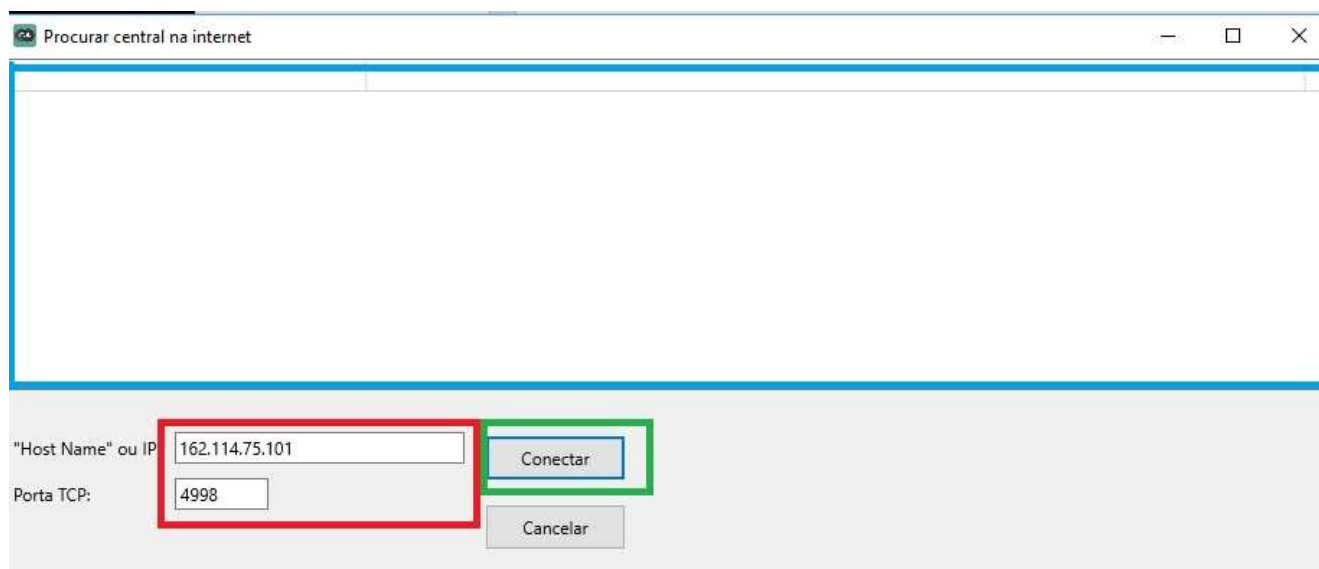 Procurar central na internet
"Host Name" ou IP 162.114.75.101
Conectar
Porta TCP: 4998
Cancelar